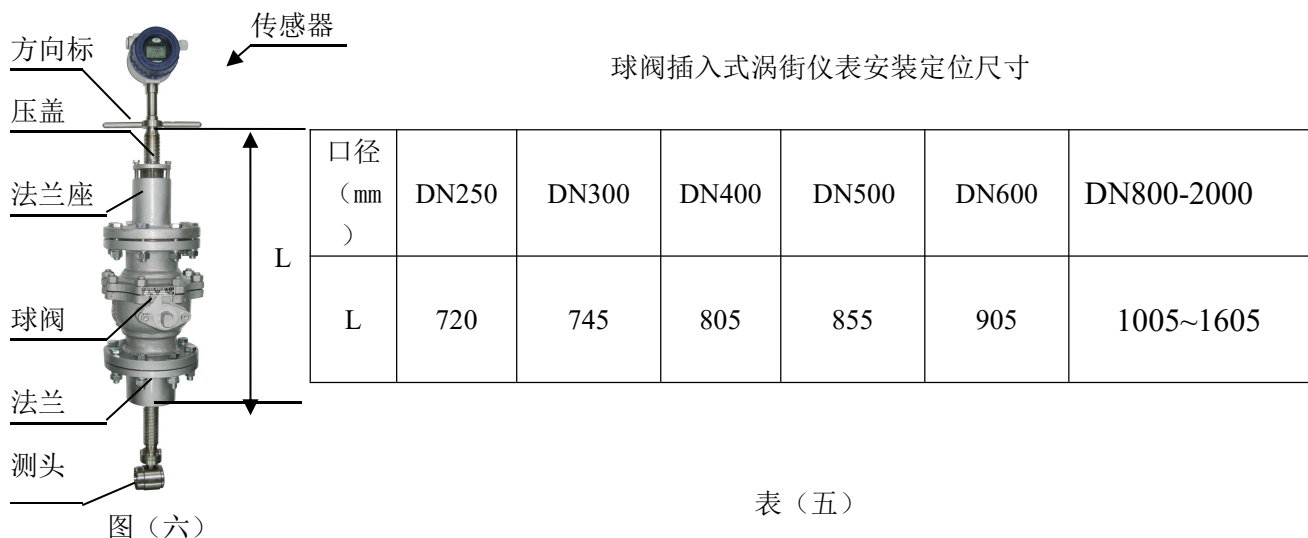 传感器
方向标
球阀插入式涡街仪表安装定位尺寸
压盖
法兰座
L
球阀
法兰
测头
图（六）
口径（㎜） DN250 DN300 DN400 DN500 DN600 DN800-2000
L 720 745 805 855 905 1005~1605
表（五）